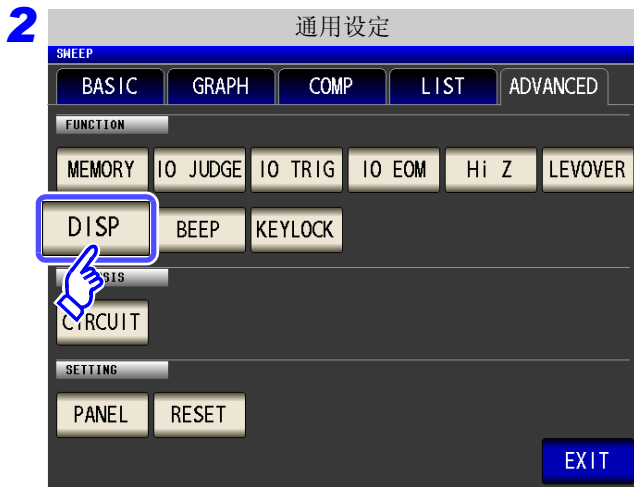 2
通用设定
SWEEP
BASIC GRAPH COMP LIST ADVANCED
FUNCTION
MEMORY IO JUDGE IO TRIG IO EOM Hi Z LEVOVER
DISP BEEP KEYLOCK
CIRCUIT
SETTING
PANEL RESET
EXIT